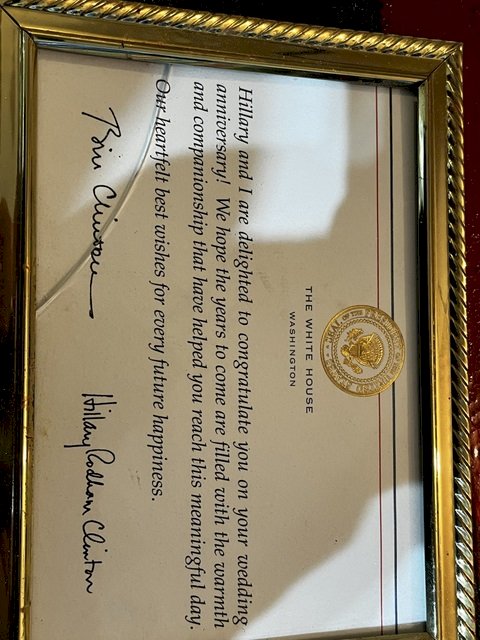 THE WHITE HOUSE
WASHINGTON
Hillary and I are delighted to congratulate you on your wedding
anniversary! We hope the years to come are filled with the warmth
and companionship that have helped you reach this meaningful day.
Our heartfelt best wishes for every future happiness.
Bill Clinton Hillary Rodham Clinton